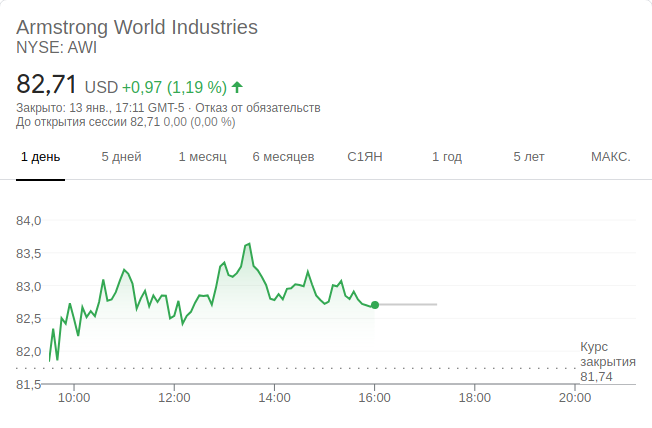 Armstrong World Industries
NYSE: AWI
82,71 USD +0,97 (1,19 %)
Закрыто: 13 янв., 17:11 GMT-5 · Отказ от обязательств
До открытия сессии 82,71 0,00 (0,00 %)
1 день 5 дней 1 месяц 6 месяцев С1ЯН 1 год 5 лет МАКС.
84,0
83,5
83,0
82,5
82,0
81,5
Курс
закрытия
81,74
10:00 12:00 14:00 16:00 18:00 20:00